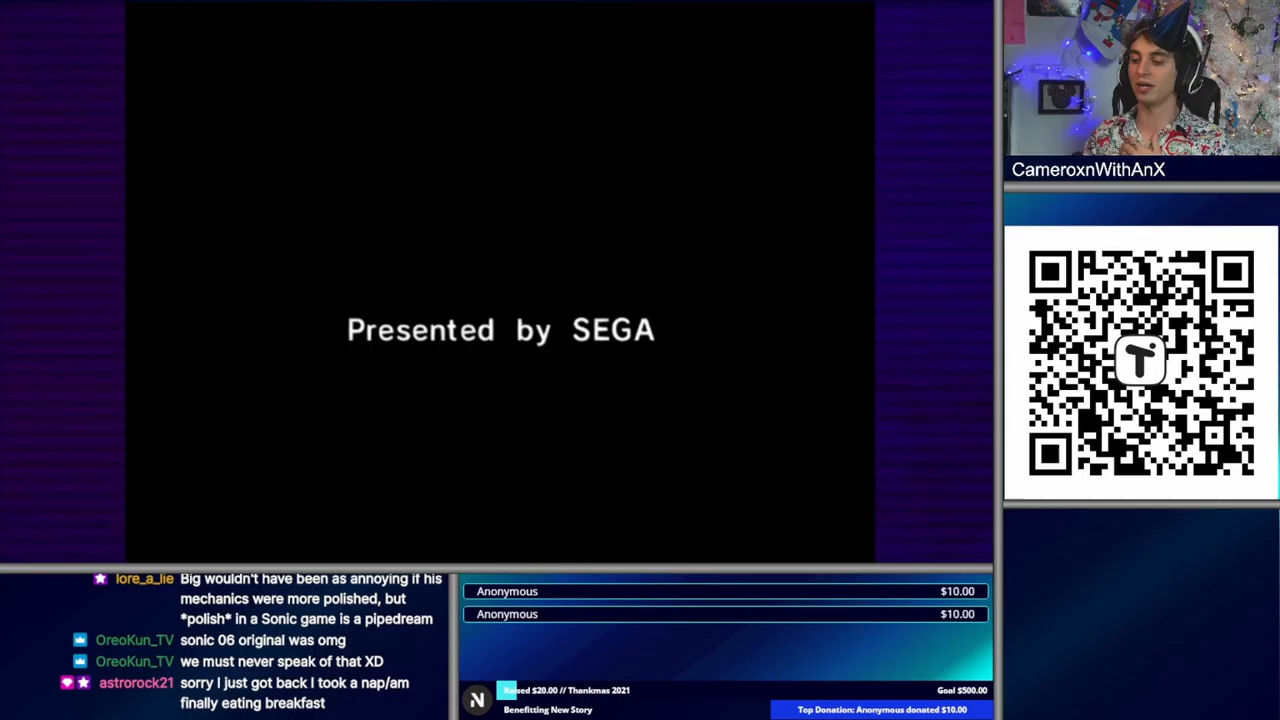 Presented by SEGA
CameroxnWithAnX
T
lore_a_lie Big wouldn't have been as annoying if his
mechanics were more polished, but
*polish* in a Sonic game is a pipedream
OreoKun_TV sonic 06 original was omg
OreoKun_TV we must never speak of that XD
astrorock21 sorry I just got back I took a nap/am
finally eating breakfast
Anonymous $10.00
Anonymous $10.00
N
Raised $20.00 // Thankmas 2021 Goal $500.00
Benefitting New Story
Top Donation: Anonymous donated $10.00